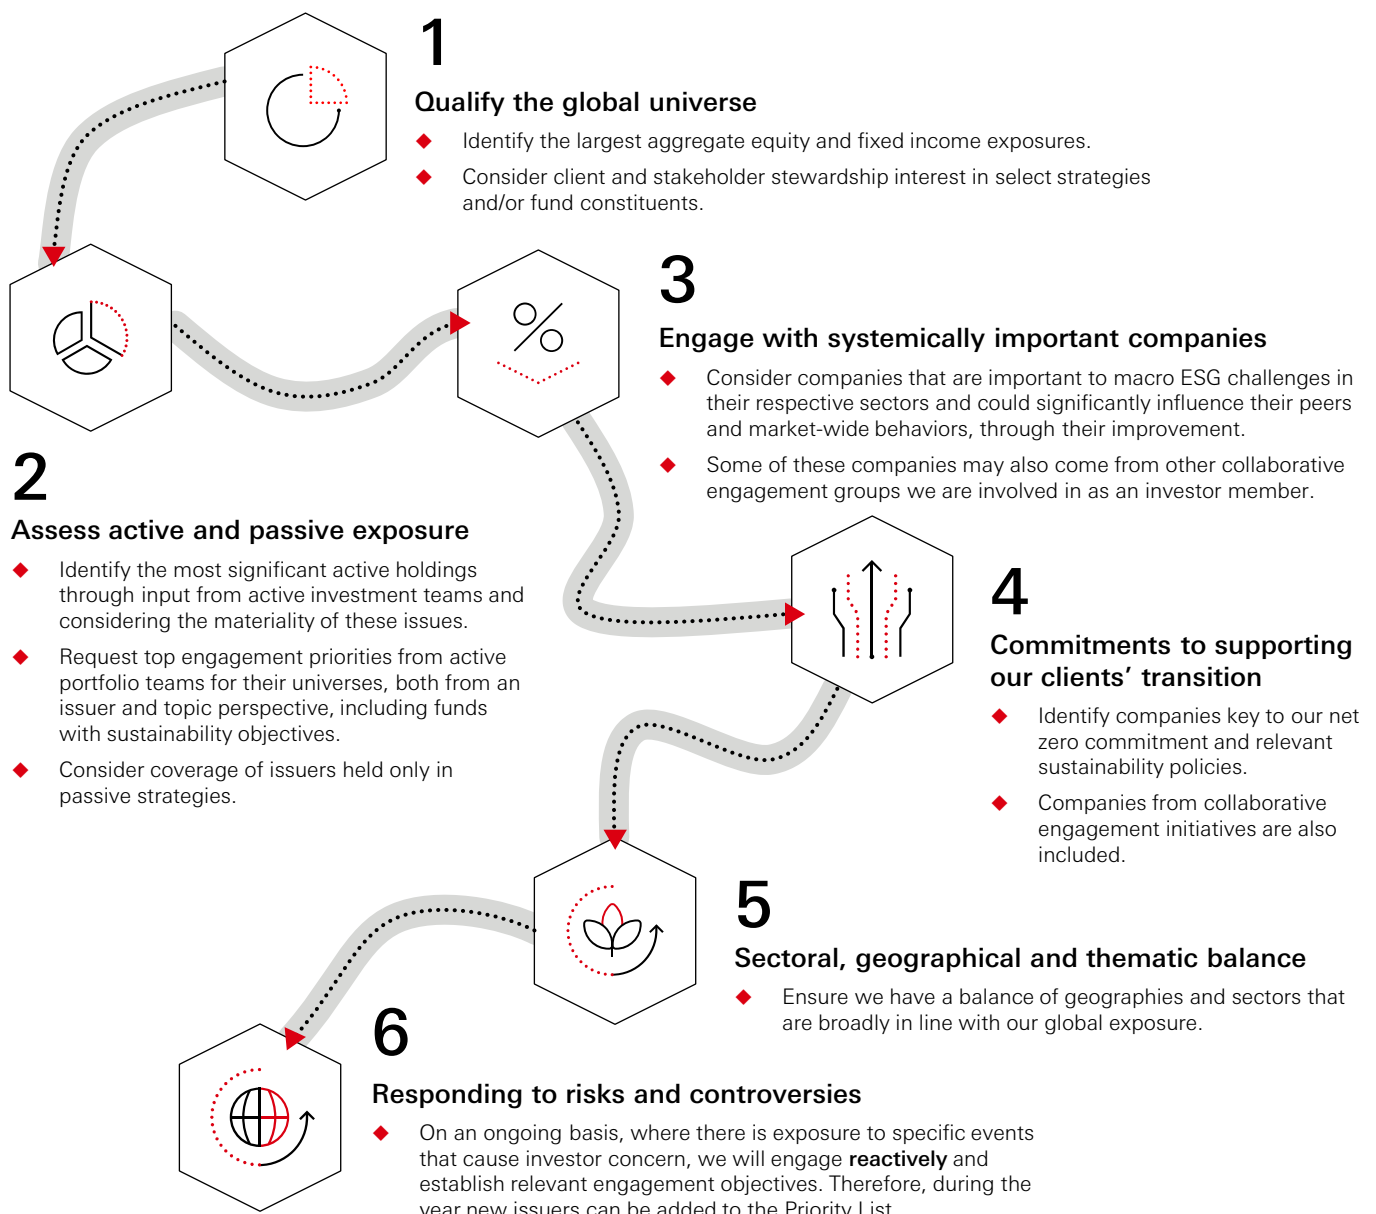 1
Qualify the global universe
Identify the largest aggregate equity and fixed income exposures.
Consider client and stakeholder stewardship interest in select strategies
and/or fund constituents.
2
Assess active and passive exposure
Identify the most significant active holdings
through input from active investment teams and
considering the materiality of these issues.
Request top engagement priorities from active
portfolio teams for their universes, both from an
issuer and topic perspective, including funds
with sustainability objectives.
Consider coverage of issuers held only in
passive strategies.
3
Engage with systemically important companies
Consider companies that are important to macro ESG challenges in
their respective sectors and could significantly influence their peers
and market-wide behaviors, through their improvement.
Some of these companies may also come from other collaborative
engagement groups we are involved in as an investor member.
4
Commitments to supporting
our clients’ transition
Identify companies key to our net
zero commitment and relevant
sustainability policies.
Companies from collaborative
engagement initiatives are also
included.
5
Sectoral, geographical and thematic balance
Ensure we have a balance of geographies and sectors that
are broadly in line with our global exposure.
6
Responding to risks and controversies
On an ongoing basis, where there is exposure to specific events
that cause investor concern, we will engage reactively and
establish relevant engagement objectives. Therefore, during the
year new issuers can be added to the Priority List